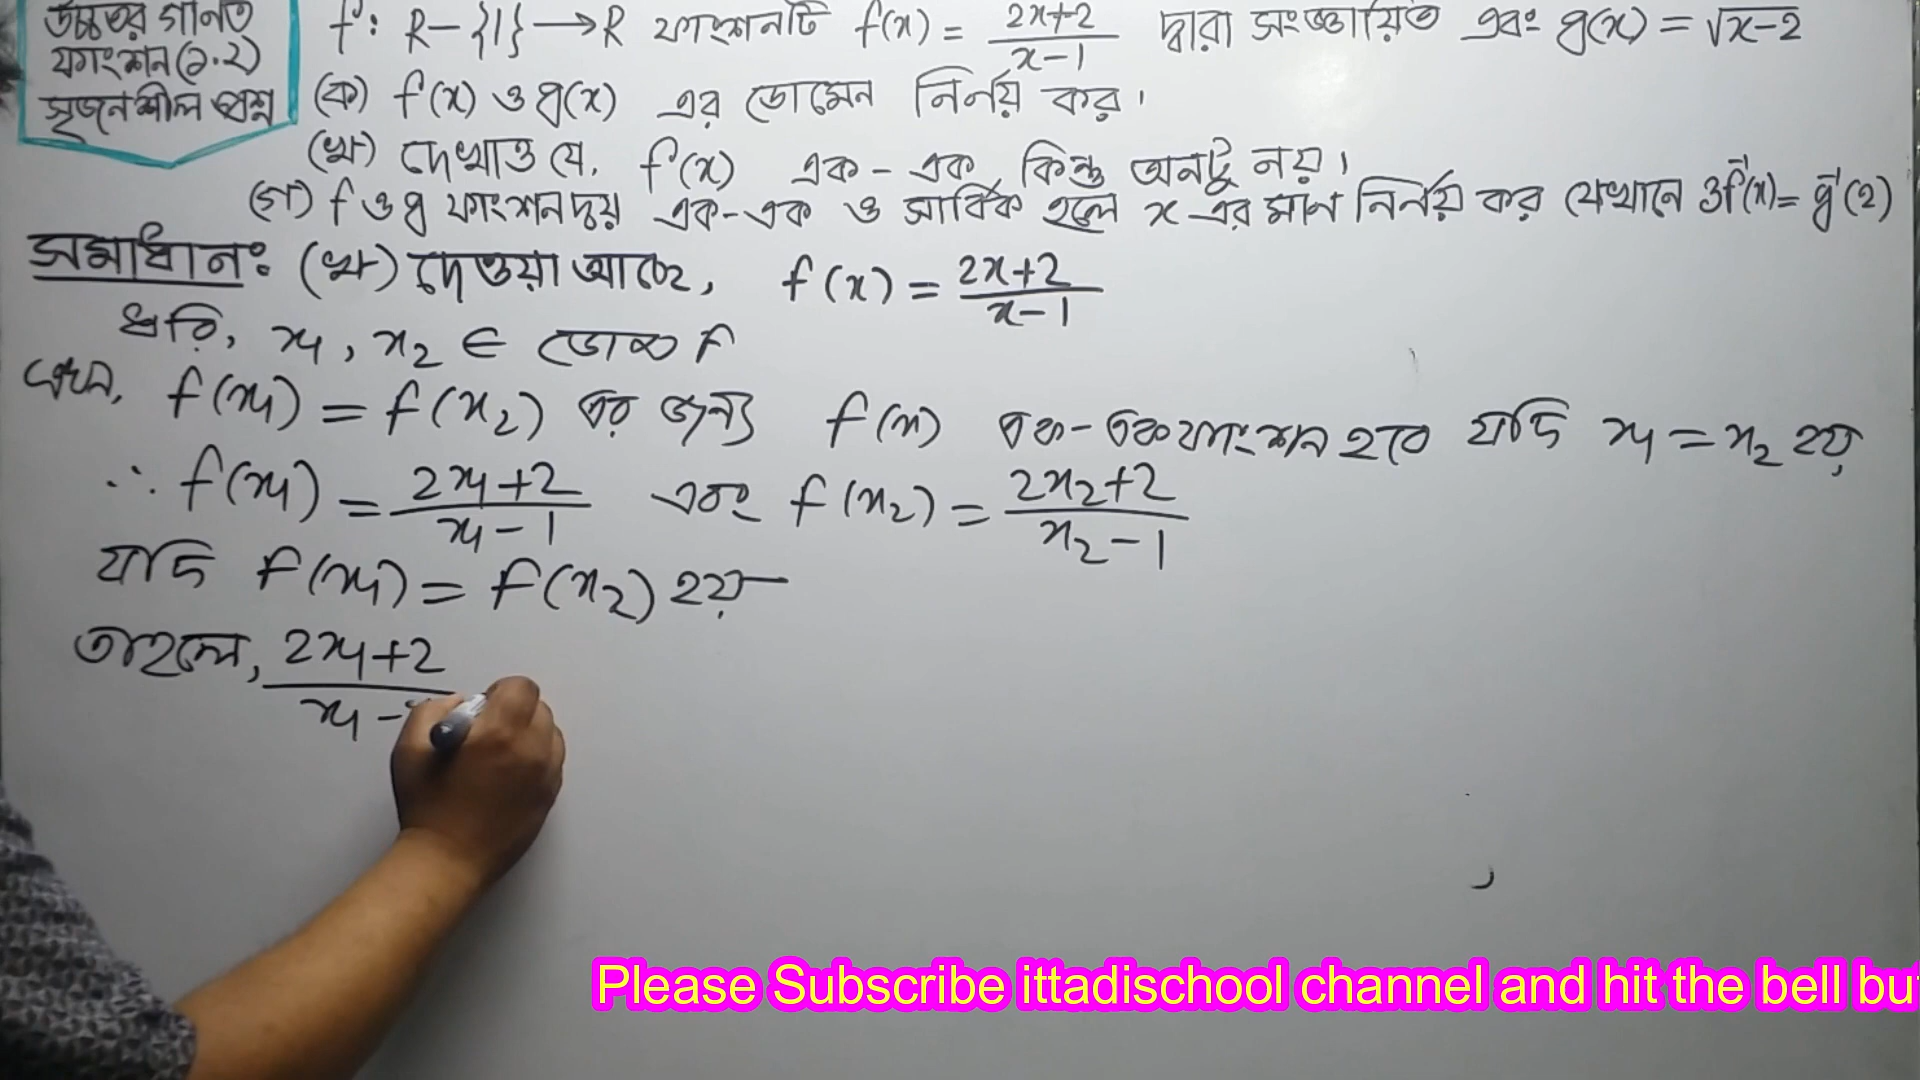 উচ্চতর গনিত
ফাংশন (১.২)
সৃজনশীল প্রশ্ন
f: R-{1}→R ফাংশনটি f(x) = (2x+2)/(x-1) দ্বারা সংজ্ঞায়িত এবং g(x) = √x-2
(ক) f(x) ও g(x) এর ডোমেন নির্নয় কর।
(খ) দেখাও যে, f(x) এক-এক কিন্তু অনটু নয়।
(গ) f ও g ফাংশনদ্বয় এক-এক ও সার্বিক হলে x এর মান নির্নয় কর যেখানে 3f⁻¹(x) = g⁻¹(2)
সমাধান: (খ) দেওয়া আছে, f(x) = (2x+2)/(x-1)
ধরি, x₁, x₂ ∈ ডোম f
এখন, f(x₁) = f(x₂) এর জন্য f(x) এক-এক ফাংশন হবে যদি x₁ = x₂ হয়
∴ f(x₁) = (2x₁+2)/(x₁-1) এবং f(x₂) = (2x₂+2)/(x₂-1)
যদি f(x₁) = f(x₂) হয়
তাহলে, (2x₁+2)/(x₁-
Please Subscribe ittadischool channel and hit the bell bu